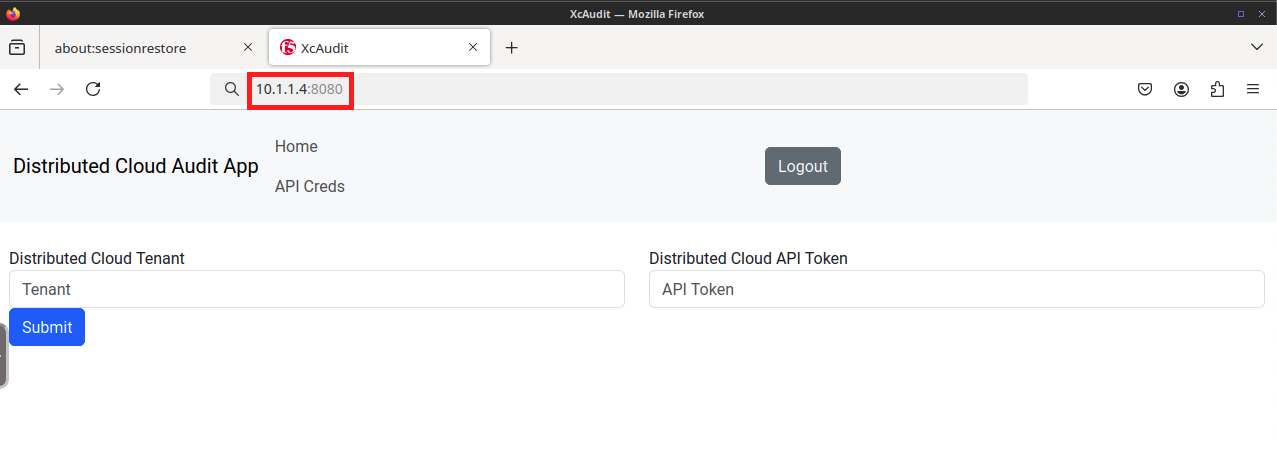 XcAudit — Mozilla Firefox
about:sessionrestore
XcAudit
10.1.1.4:8080
Home
Distributed Cloud Audit App
Logout
API Creds
Distributed Cloud Tenant
Distributed Cloud API Token
Tenant
API Token
Submit